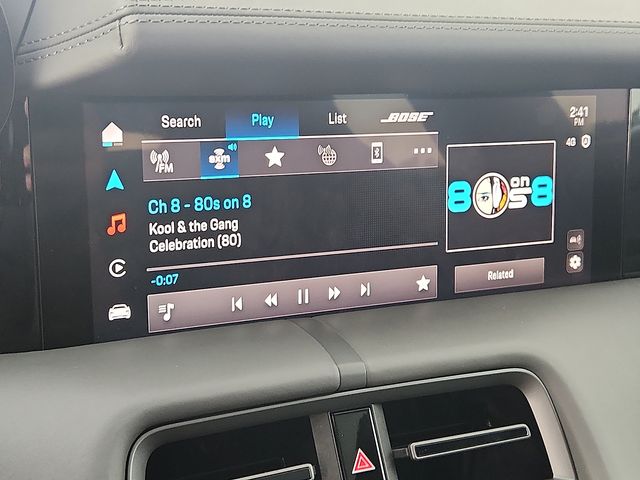 Search
Play
List
BOSE
2:41
PM
4G
/FM
sxm
Ch 8 - 80s on 8
Kool & the Gang
Celebration (80)
80s on 8
-0:07
Related